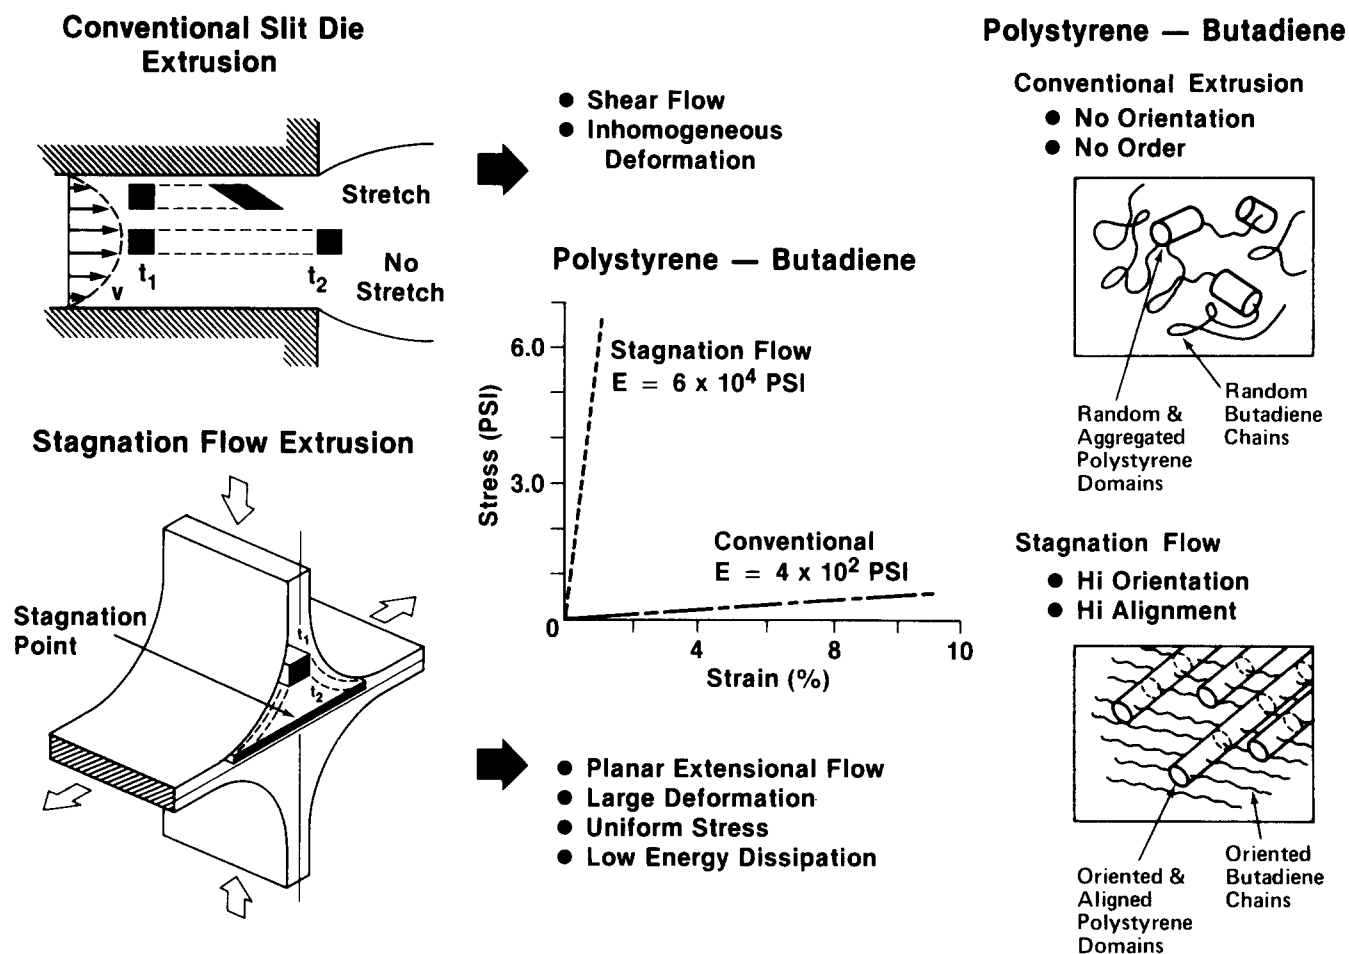 Conventional Slit Die
Extrusion
Stretch
No
Stretch
t1
t2
v
Stagnation Flow Extrusion
Stagnation
Point
t1
t2
● Shear Flow
● Inhomogeneous
Deformation
Polystyrene — Butadiene
Stress (PSI)
6.0
3.0
0
Stagnation Flow
E = 6 x 10⁴ PSI
Conventional
E = 4 x 10² PSI
4
8
10
Strain (%)
● Planar Extensional Flow
● Large Deformation
● Uniform Stress
● Low Energy Dissipation
Polystyrene — Butadiene
Conventional Extrusion
● No Orientation
● No Order
Random &
Aggregated
Polystyrene
Domains
Random
Butadiene
Chains
Stagnation Flow
● Hi Orientation
● Hi Alignment
Oriented &
Aligned
Polystyrene
Domains
Oriented
Butadiene
Chains